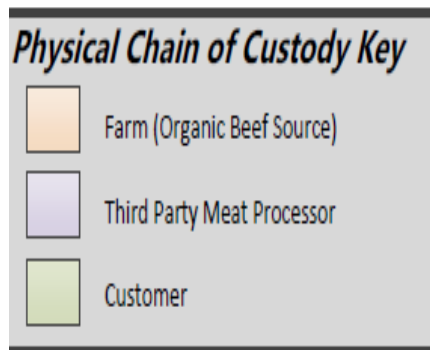 Physical Chain of Custody Key
Farm (Organic Beef Source)
Third Party Meat Processor
Customer